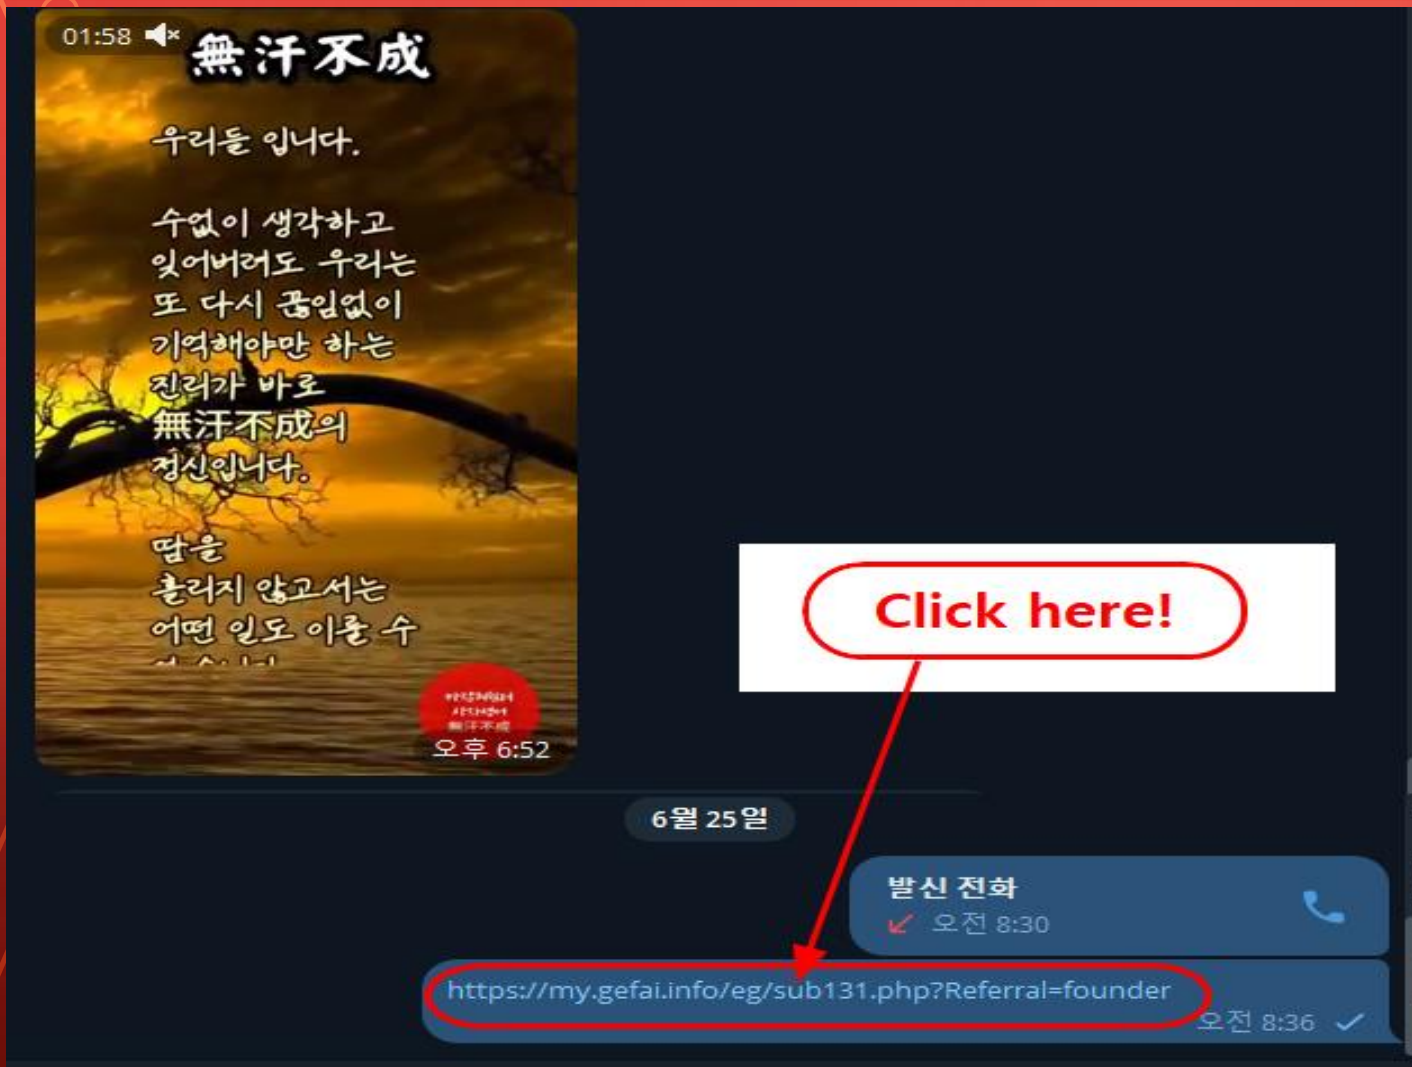 01:58
無汗不成
우리들 입니다.
수없이 생각하고
잊어버려도 우리는
또 다시 끊임없이
기억해야만 하는
진리가 바로
無汗不成의
정신입니다.
땀을
흘리지 않고서는
어떤 일도 이룰 수
無汗不成
오후 6:52
Click here!
6월 25일
발신 전화
오전 8:30
https://my.gefai.info/eg/sub131.php?Referral=founder
오전 8:36